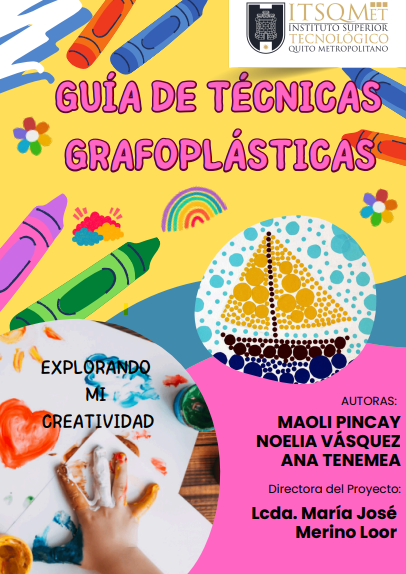 ITSQMET
INSTITUTO SUPERIOR
TECNOLÓGICO
QUITO METROPOLITANO
GUÍA DE TÉCNICAS
GRAFOPLÁSTICAS
EXPLORANDO
MI
CREATIVIDAD
AUTORAS:
MAOLI PINCAY
NOELIA VÁSQUEZ
ANA TENEMEA
Directora del Proyecto:
Lcda. María José
Merino Loor